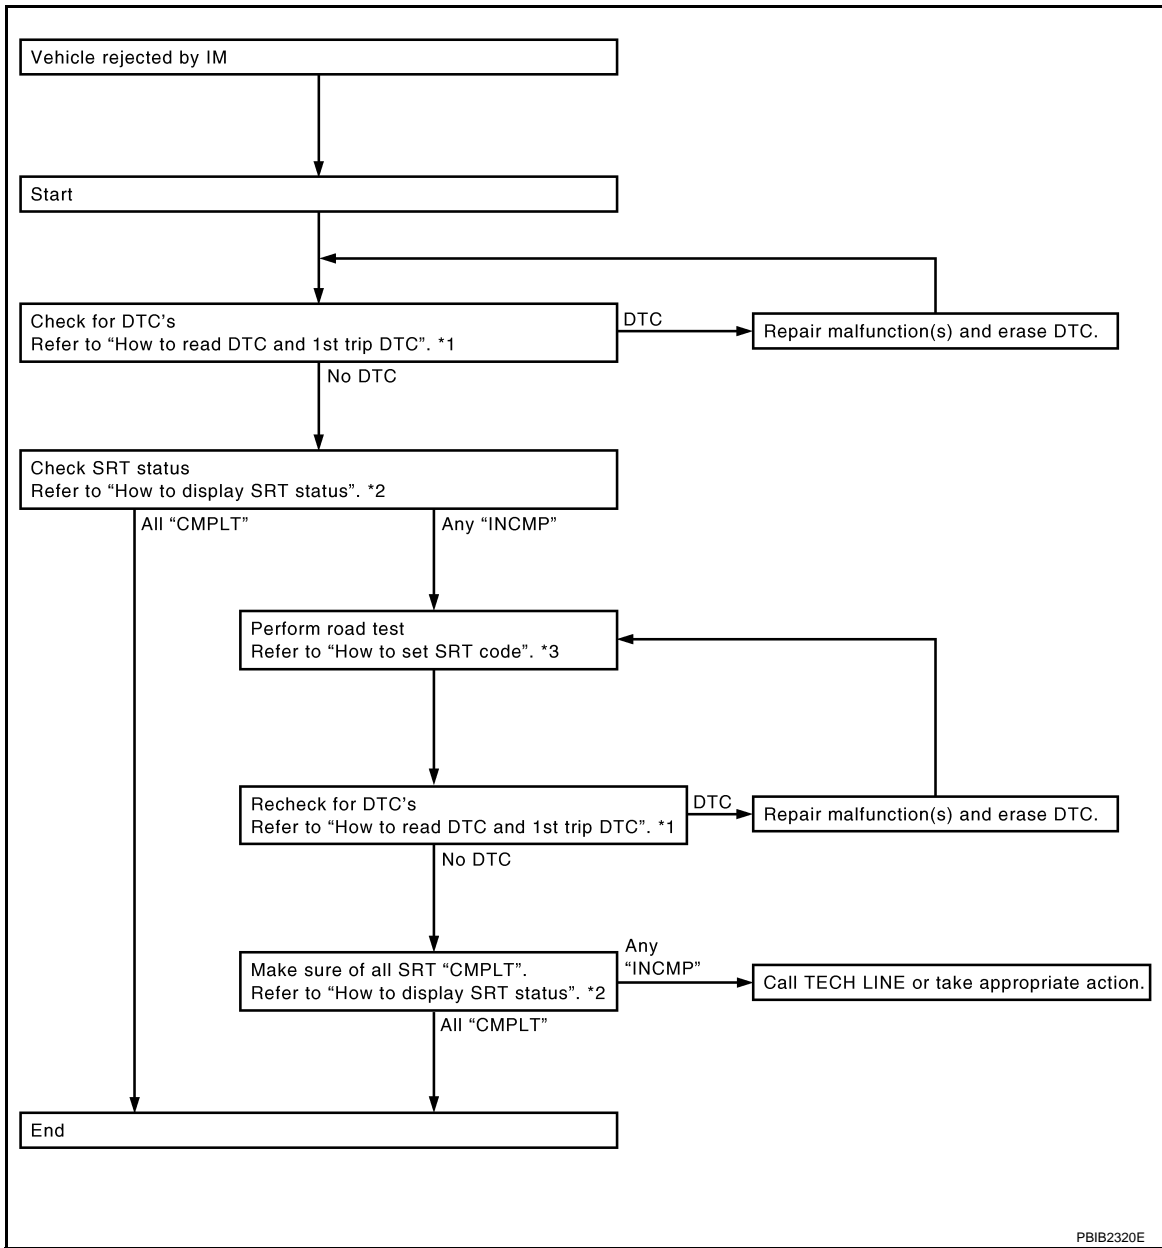 Vehicle rejected by IM
Start
Check for DTC's
Refer to “How to read DTC and 1st trip DTC”. *1
DTC
Repair malfunction(s) and erase DTC.
No DTC
Check SRT status
Refer to “How to display SRT status”. *2
All “CMPLT”
Any “INCMP”
Perform road test
Refer to “How to set SRT code”. *3
Recheck for DTC's
Refer to “How to read DTC and 1st trip DTC”. *1
DTC
Repair malfunction(s) and erase DTC.
No DTC
Make sure of all SRT “CMPLT”.
Refer to “How to display SRT status”. *2
Any
“INCMP”
Call TECH LINE or take appropriate action.
All “CMPLT”
End
PBIB2320E